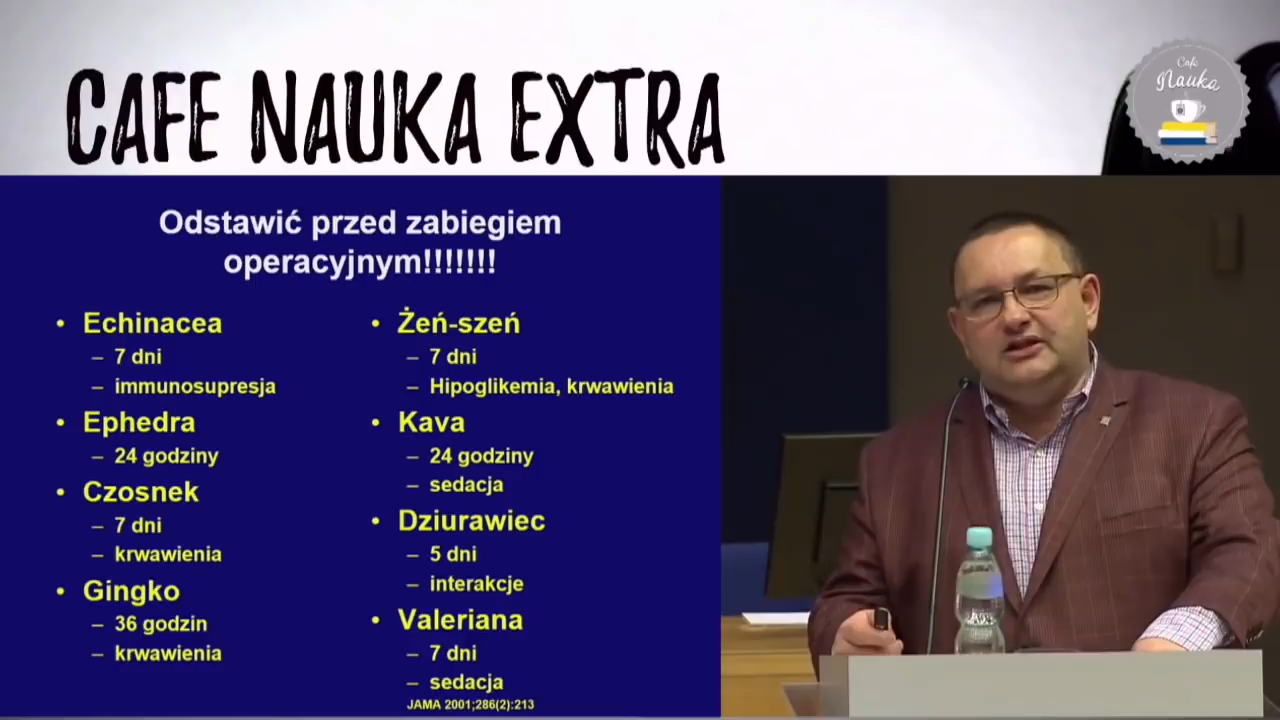 CAFE NAUKA EXTRA
Cafe
Nauka
Odstawić przed zabiegiem
operacyjnym!!!!!!!
• Echinacea
– 7 dni
– immunosupresja
• Ephedra
– 24 godziny
• Czosnek
– 7 dni
– krwawienia
• Gingko
– 36 godzin
– krwawienia
• Żeń-szeń
– 7 dni
– Hipoglikemia, krwawienia
• Kava
– 24 godziny
– sedacja
• Dziurawiec
– 5 dni
– interakcje
• Valeriana
– 7 dni
– sedacja
JAMA 2001;286(2):213